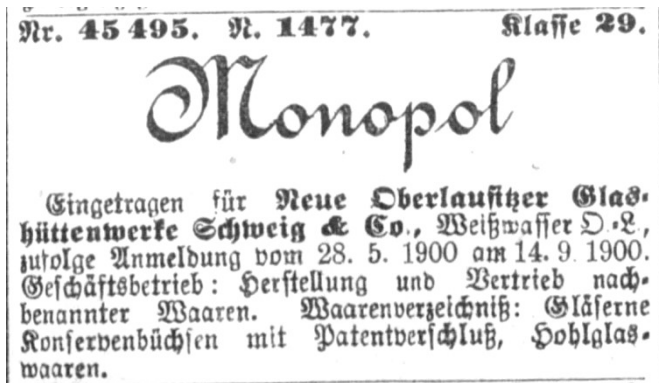 Nr. 45 495. N. 1477. Klasse 29.
Monopol
Eingetragen für Neue Oberlausitzer Glas-
hüttenwerke Schweig & Co., Weißwasser O.-L.,
zufolge Anmeldung vom 28. 5. 1900 am 14. 9. 1900.
Geschäftsbetrieb: Herstellung und Vertrieb nach-
benannter Waaren. Waarenverzeichniß: Gläserne
Konservenbüchsen mit Patentverschluß, Hohlglas-
waaren.